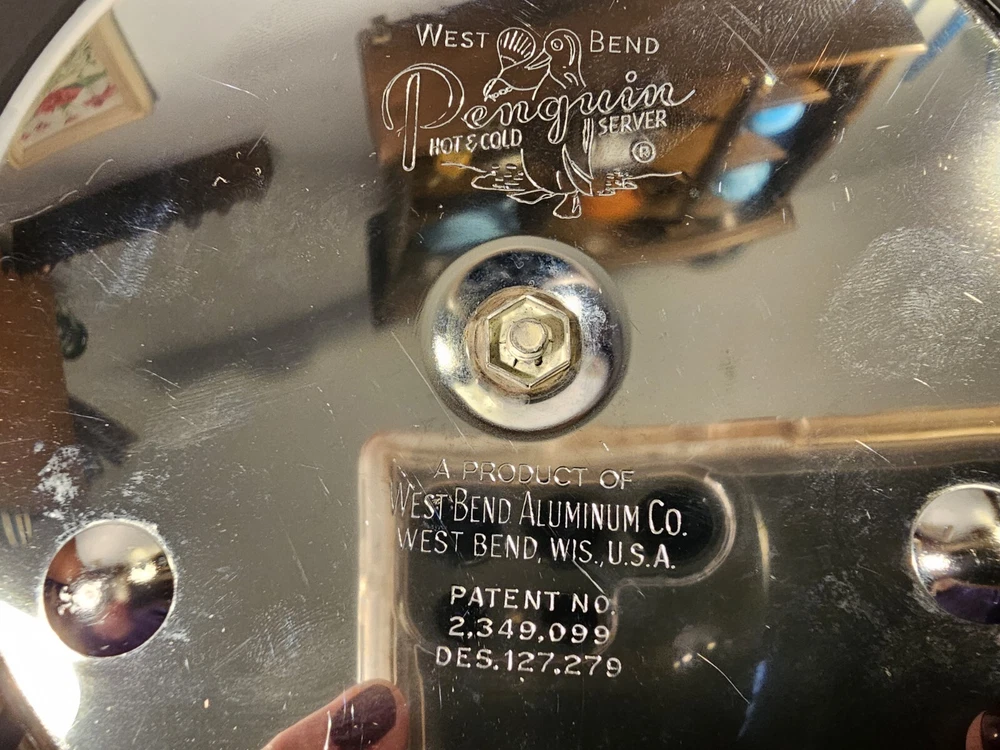 WEST BEND
Penguin
HOT & COLD SERVER
®
A PRODUCT OF
WEST BEND ALUMINUM CO.
WEST BEND, WIS., U.S.A.
PATENT NO.
2,349,099
DES. 127,279